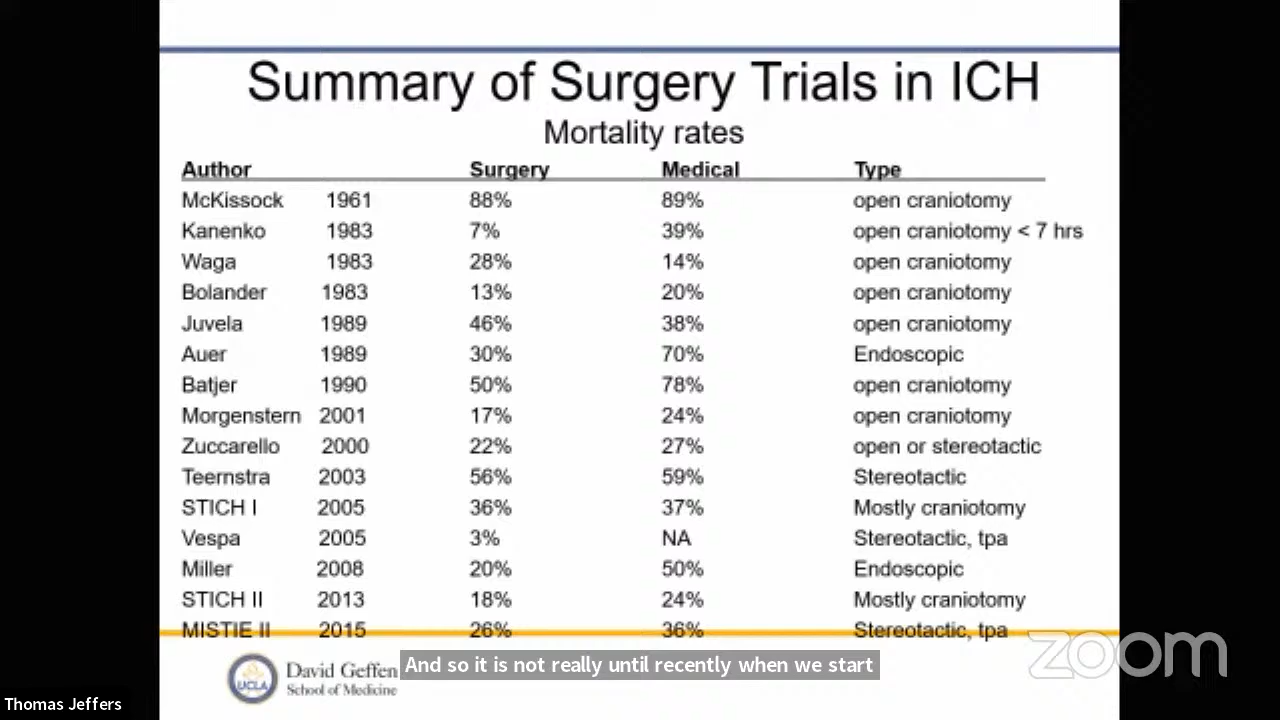 Summary of Surgery Trials in ICH
Mortality rates
Author Surgery Medical Type
McKissock 1961 88% 89% open craniotomy
Kanenko 1983 7% 39% open craniotomy < 7 hrs
Waga 1983 28% 14% open craniotomy
Bolander 1983 13% 20% open craniotomy
Juvela 1989 46% 38% open craniotomy
Auer 1989 30% 70% Endoscopic
Batjer 1990 50% 78% open craniotomy
Morgenstern 2001 17% 24% open craniotomy
Zuccarello 2000 22% 27% open or stereotactic
Teernstra 2003 56% 59% Stereotactic
STICH I 2005 36% 37% Mostly craniotomy
Vespa 2005 3% NA Stereotactic, tpa
Miller 2008 20% 50% Endoscopic
STICH II 2013 18% 24% Mostly craniotomy
MISTIE II 2015 26% 36% Stereotactic, tpa
UCLA
David Geffen
School of Medicine
And so it is not really until recently when we start
zoom
Thomas Jeffers